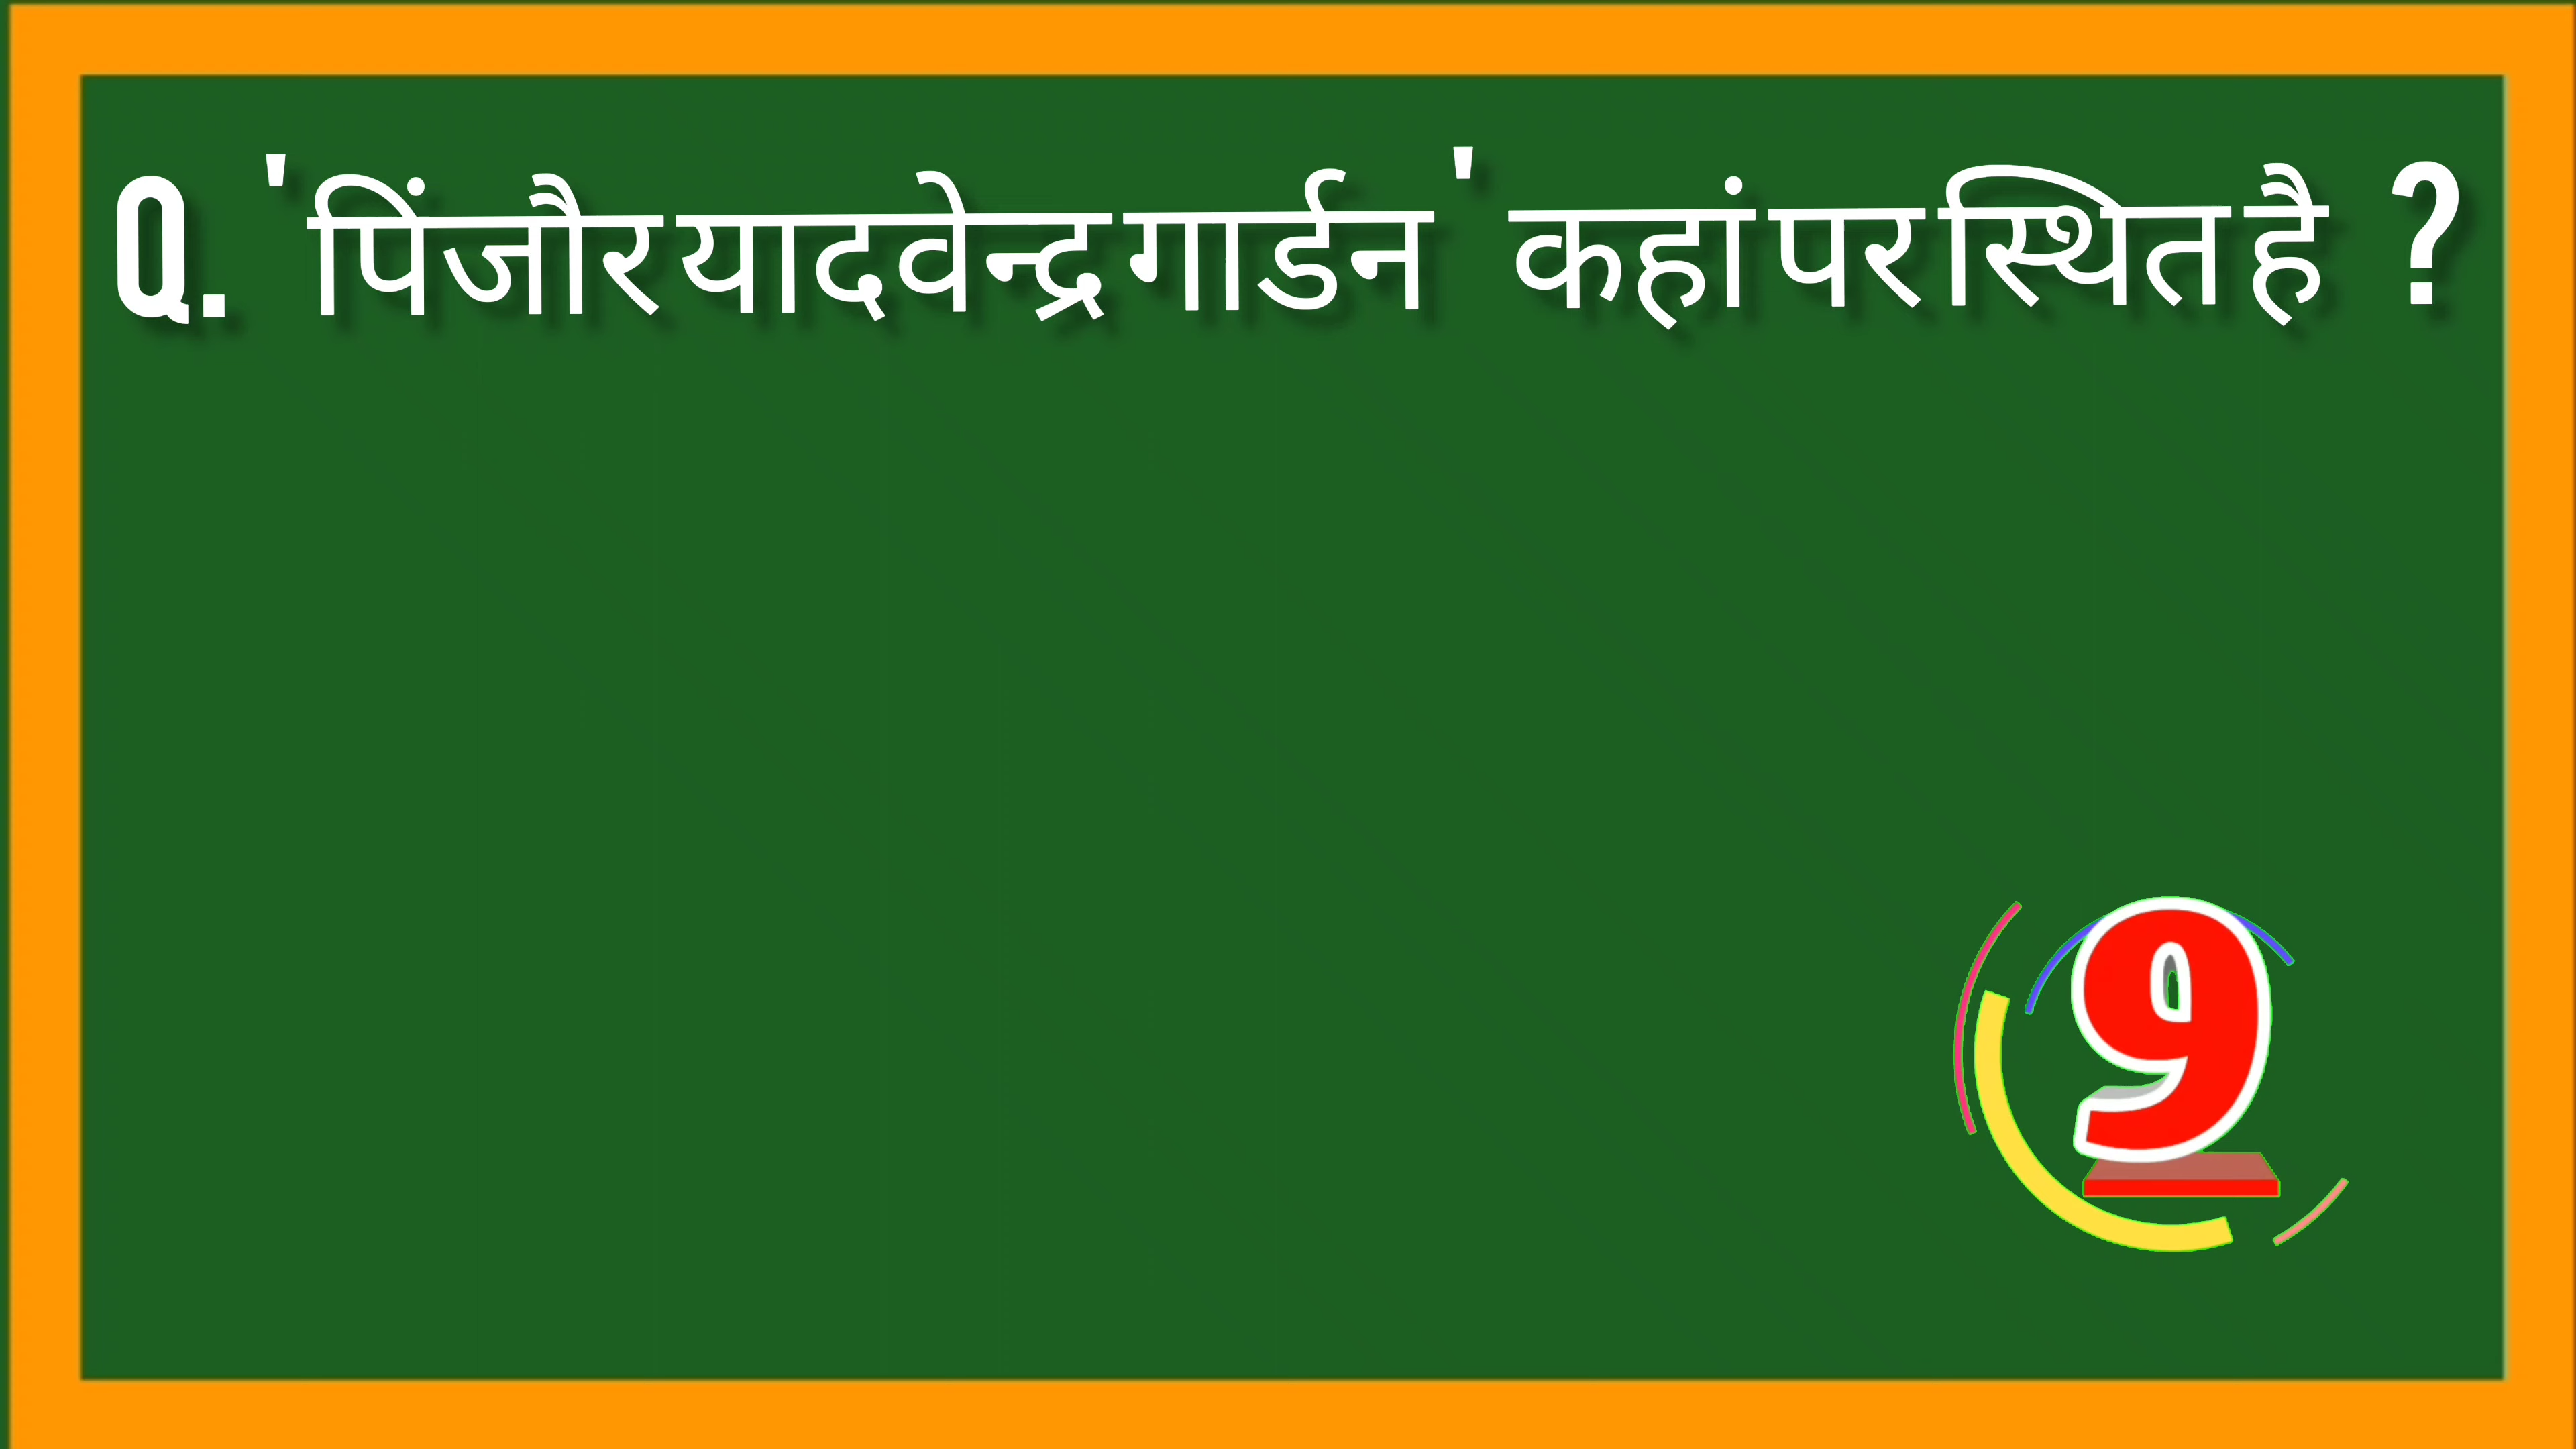 Q. 'पिंजौर यादवेन्द्र गार्डन' कहां पर स्थित है ?
9